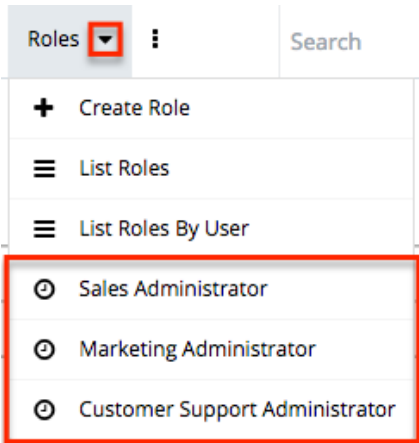 Roles Search
Create Role
List Roles
List Roles By User
Sales Administrator
Marketing Administrator
Customer Support Administrator